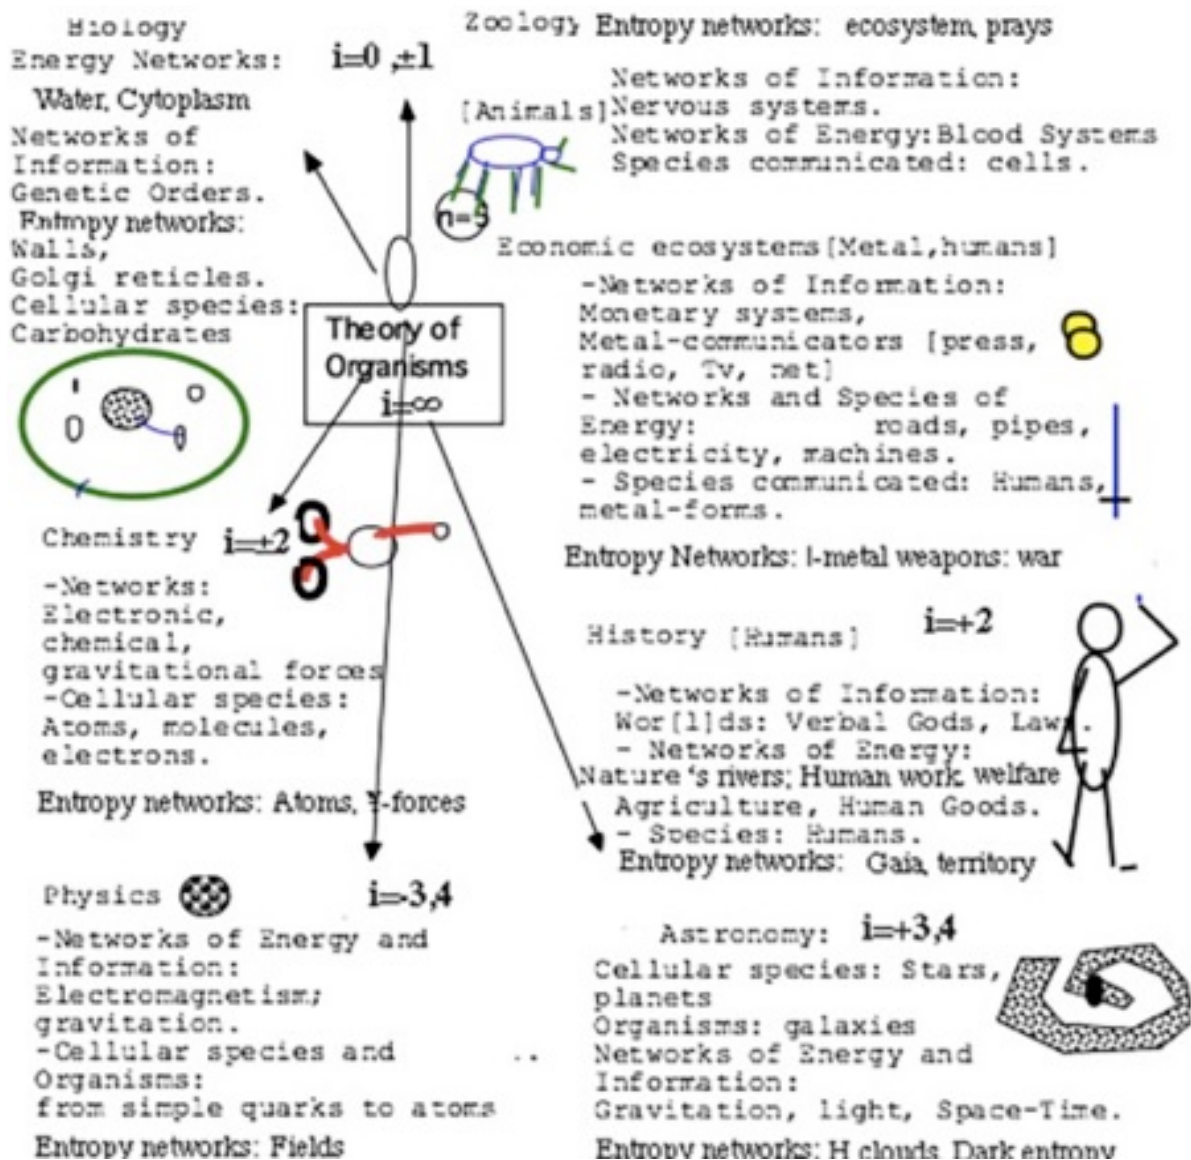 Biology
Energy Networks:
i=0 ,±1
Water, Cytoplasm
Networks of
Information:
Genetic Orders.
Entropy networks:
Walls,
Golgi reticles.
Cellular species:
Carbohydrates
Zoology Entropy networks: ecosystem, prays
[Animals]
Networks of Information:
Nervous systems.
Networks of Energy:Blood Systems
Species communicated: cells.
n=5
Economic ecosystems[Metal,humans]
-Networks of Information:
Monetary systems,
Metal-communicators [press,
radio, Tv, net]
- Networks and Species of
Energy: roads, pipes,
electricity, machines.
- Species communicated: Humans,
metal-forms.
Entropy Networks: I-metal weapons: war
Theory of
Organisms
i=∞
Chemistry i=±2
-Networks:
Electronic,
chemical,
gravitational forces
-Cellular species:
Atoms, molecules,
electrons.
Entropy networks: Atoms, -forces
History [Humans] i=+2
-Networks of Information:
Wor[l]ds: Verbal Gods, Laws.
- Networks of Energy:
Nature's rivers; Human work, welfare
Agriculture, Human Goods.
- Species: Humans.
Entropy networks: Gaia, territory
Physics i=-3,4
-Networks of Energy and
Information:
Electromagnetism;
gravitation.
-Cellular species and ..
Organisms:
from simple quarks to atoms
Entropy networks: Fields
Astronomy: i=+3,4
Cellular species: Stars,
planets
Organisms: galaxies
Networks of Energy and
Information:
Gravitation, light, Space-Time.
Entropy networks: H clouds, Dark entropy